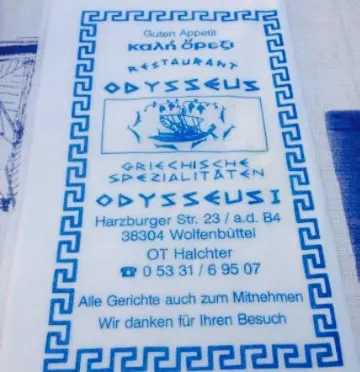 Guten Appetit
καλή ὄρεξι
RESTAURANT
ODYSSEUS
GRIECHISCHE
SPEZIALITÄTEN
ODYSSEUS I
Harzburger Str. 23 / a.d. B4
38304 Wolfenbüttel
OT Halchter
☎ 0 53 31 / 6 95 07
Alle Gerichte auch zum Mitnehmen
Wir danken für Ihren Besuch